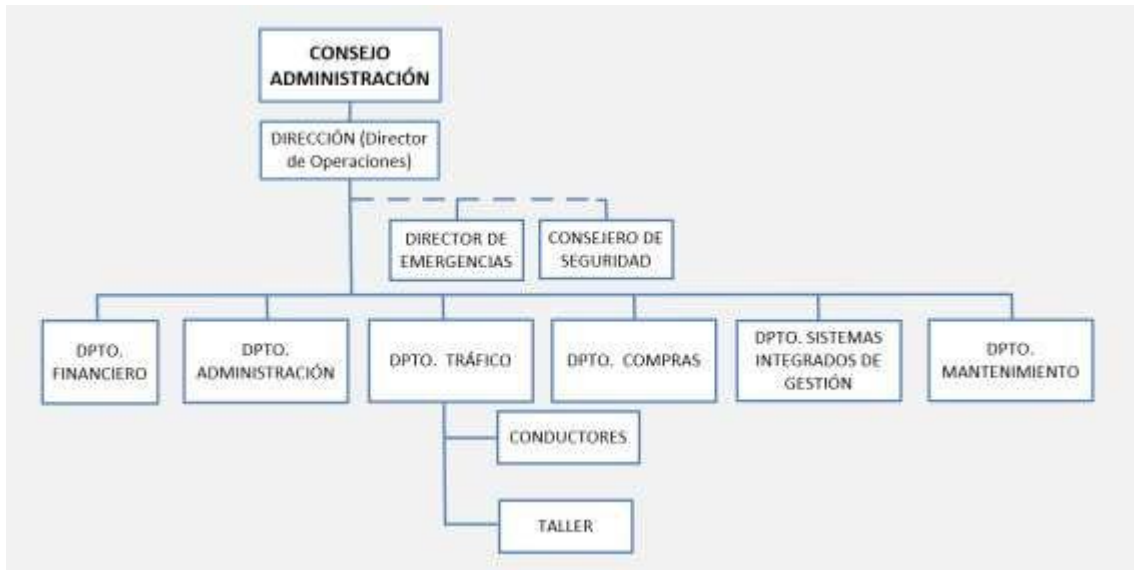 CONSEJO
ADMINISTRACIÓN
DIRECCIÓN (Director
de Operaciones)
DIRECTOR DE
EMERGENCIAS
CONSEJERO DE
SEGURIDAD
DPTO.
FINANCIERO
DPTO.
ADMINISTRACIÓN
DPTO. TRÁFICO
DPTO. COMPRAS
DPTO. SISTEMAS
INTEGRADOS DE
GESTIÓN
DPTO.
MANTENIMIENTO
CONDUCTORES
TALLER